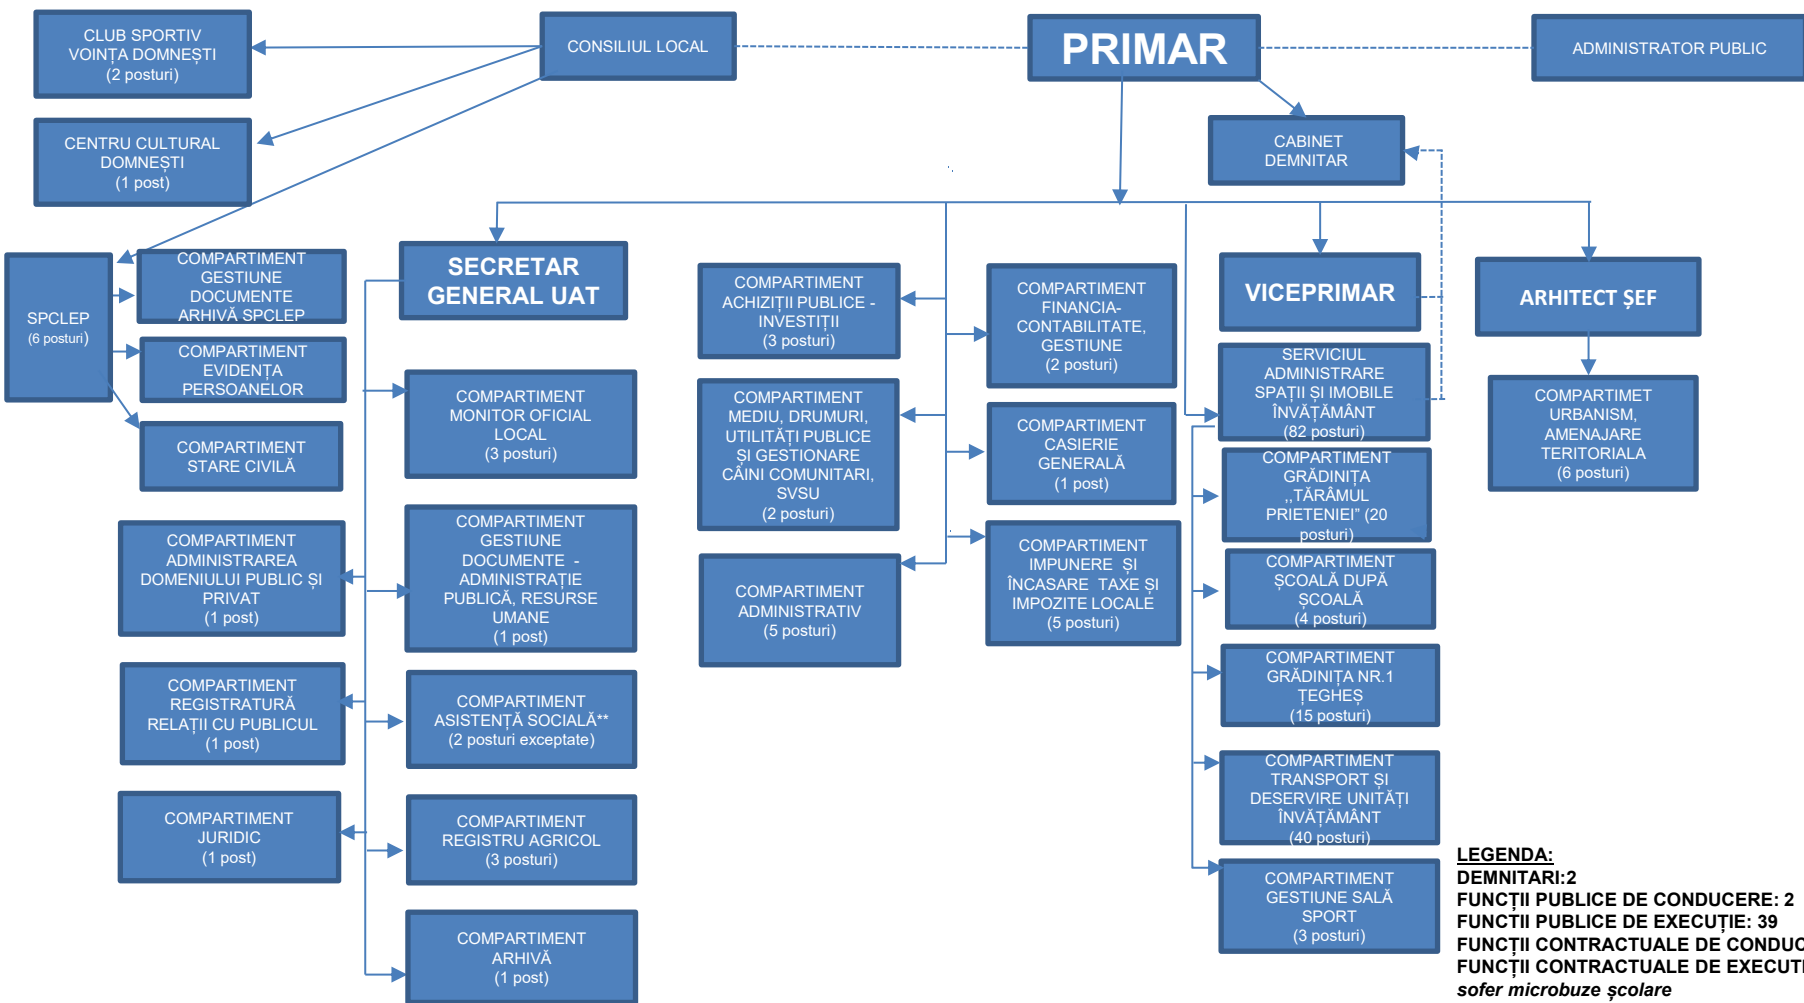 CLUB SPORTIV
VOINȚA DOMNEȘTI
(2 posturi)
CONSILIUL LOCAL
PRIMAR
ADMINISTRATOR PUBLIC
CENTRU CULTURAL
DOMNEȘTI
(1 post)
CABINET
DEMNITAR
SPCLEP
(6 posturi)
COMPARTIMENT
GESTIUNE
DOCUMENTE
ARHIVĂ SPCLEP
COMPARTIMENT
EVIDENȚA
PERSOANELOR
COMPARTIMENT
STARE CIVILĂ
SECRETAR
GENERAL UAT
COMPARTIMENT
MONITOR OFICIAL
LOCAL
(3 posturi)
COMPARTIMENT
ADMINISTRAREA
DOMENIULUI PUBLIC ȘI
PRIVAT
(1 post)
COMPARTIMENT
GESTIUNE
DOCUMENTE -
ADMINISTRAȚIE
PUBLICĂ, RESURSE
UMANE
(1 post)
COMPARTIMENT
REGISTRATURĂ
RELAȚII CU PUBLICUL
(1 post)
COMPARTIMENT
ASISTENȚĂ SOCIALĂ**
(2 posturi exceptate)
COMPARTIMENT
JURIDIC
(1 post)
COMPARTIMENT
REGISTRU AGRICOL
(3 posturi)
COMPARTIMENT
ARHIVĂ
(1 post)
COMPARTIMENT
ACHIZIȚII PUBLICE -
INVESTIȚII
(3 posturi)
COMPARTIMENT
FINANCIA-
CONTABILITATE,
GESTIUNE
(2 posturi)
COMPARTIMENT
MEDIU, DRUMURI,
UTILITĂȚI PUBLICE
ȘI GESTIONARE
CÂINI COMUNITARI,
SVSU
(2 posturi)
COMPARTIMENT
CASIERIE
GENERALĂ
(1 post)
COMPARTIMENT
ADMINISTRATIV
(5 posturi)
COMPARTIMENT
IMPUNERE ȘI
ÎNCASARE TAXE ȘI
IMPOZITE LOCALE
(5 posturi)
VICEPRIMAR
SERVICIUL
ADMINISTRARE
SPAȚII ȘI IMOBILE
ÎNVĂȚĂMÂNT
(82 posturi)
COMPARTIMENT
GRĂDINIȚA
,,TĂRÂMUL
PRIETENIEI” (20
posturi)
COMPARTIMENT
ȘCOALĂ DUPĂ
ȘCOALĂ
(4 posturi)
COMPARTIMENT
GRĂDINIȚA NR.1
ȚEGHEȘ
(15 posturi)
COMPARTIMENT
TRANSPORT ȘI
DESERVIRE UNITĂȚI
ÎNVĂȚĂMÂNT
(40 posturi)
COMPARTIMENT
GESTIUNE SALĂ
SPORT
(3 posturi)
ARHITECT ȘEF
COMPARTIMET
URBANISM,
AMENAJARE
TERITORIALA
(6 posturi)
LEGENDA:
DEMNITARI:2
FUNCȚII PUBLICE DE CONDUCERE: 2
FUNCTII PUBLICE DE EXECUȚIE: 39
FUNCȚII CONTRACTUALE DE CONDUC
FUNCȚII CONTRACTUALE DE EXECUTI
sofer microbuze școlare